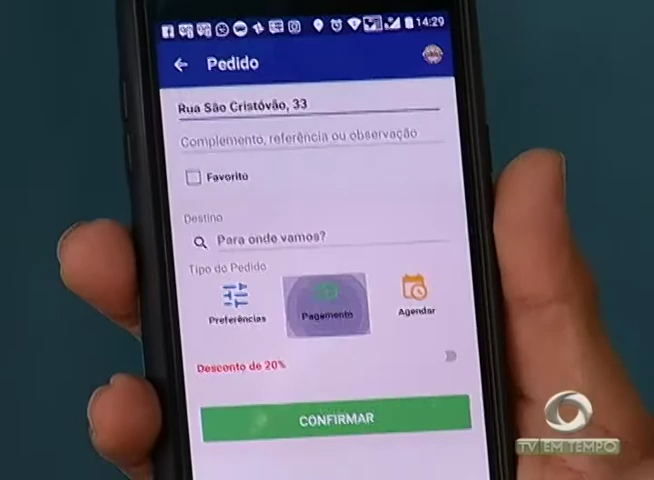 14:29
Pedido
Rua São Cristóvão, 33
Complemento, referência ou observação
Favorito
Destino
Para onde vamos?
Tipo do Pedido
Preferências Pagamento Agendar
Desconto de 20%
CONFIRMAR
TV EM TEMPO